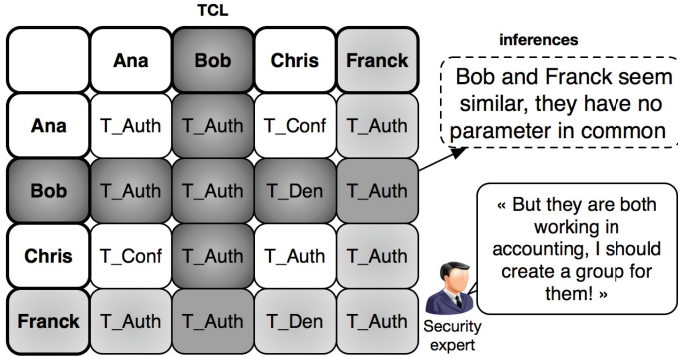 TCL
Ana Bob Chris Franck
Ana T_Auth T_Auth T_Conf T_Auth
Bob T_Auth T_Auth T_Den T_Auth
Chris T_Conf T_Auth T_Auth T_Auth
Franck T_Auth T_Auth T_Den T_Auth
inferences
Bob and Franck seem
similar, they have no
parameter in common
« But they are both
working in
accounting, I should
create a group for
them! »
Security
expert